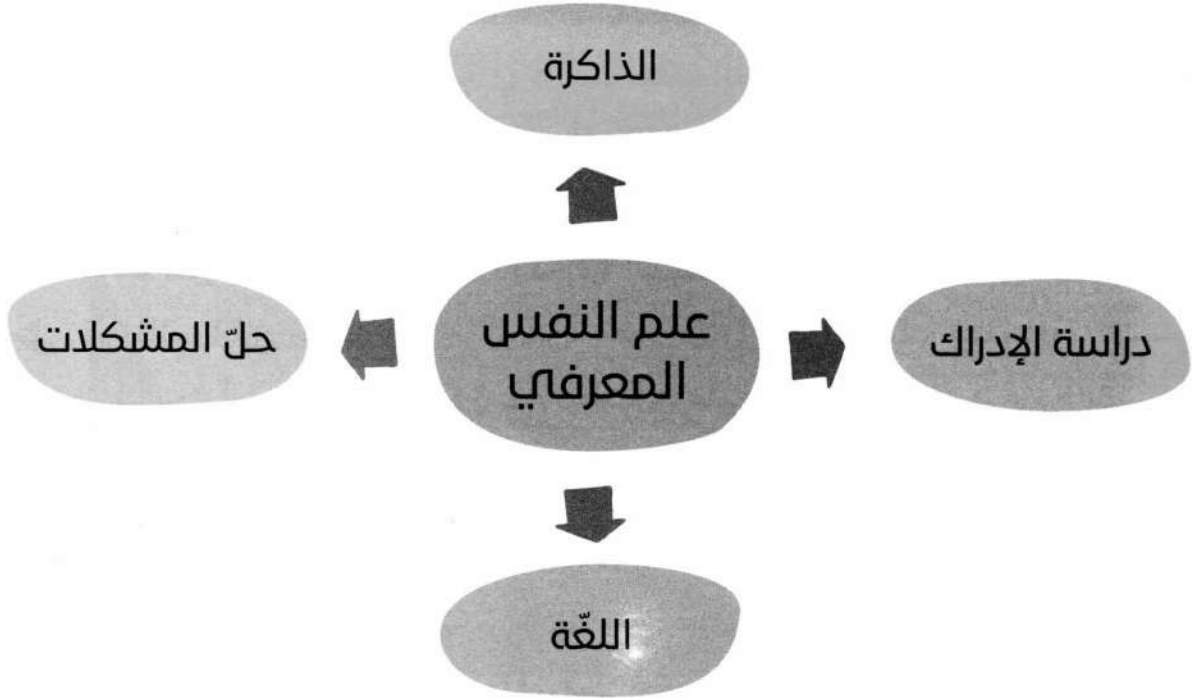 الذاكرة
علم النفس
المعرفي
دراسة الإدراك
حلّ المشكلات
اللغّة